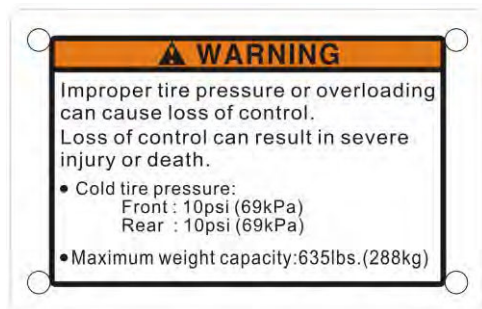 WARNING
Improper tire pressure or overloading
can cause loss of control.
Loss of control can result in severe
injury or death.
• Cold tire pressure:
Front : 10psi (69kPa)
Rear : 10psi (69kPa)
•Maximum weight capacity:635lbs.(288kg)